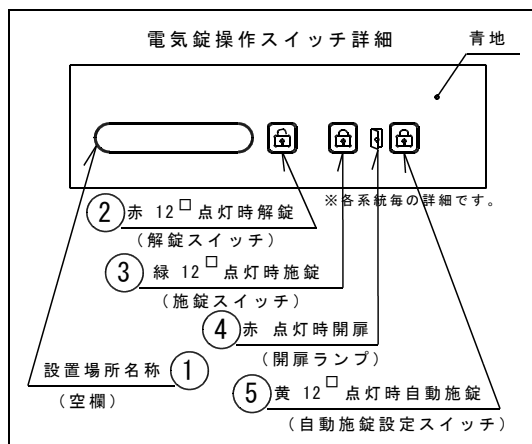 電気錠操作スイッチ詳細
青地
※各系統毎の詳細です。
② 赤 12□点灯時解錠
(解錠スイッチ)
③ 緑 12□点灯時施錠
(施錠スイッチ)
④ 赤 点灯時開扉
(開扉ランプ)
設置場所名称 ①
(空欄)
⑤ 黄 12□点灯時自動施錠
(自動施錠設定スイッチ)